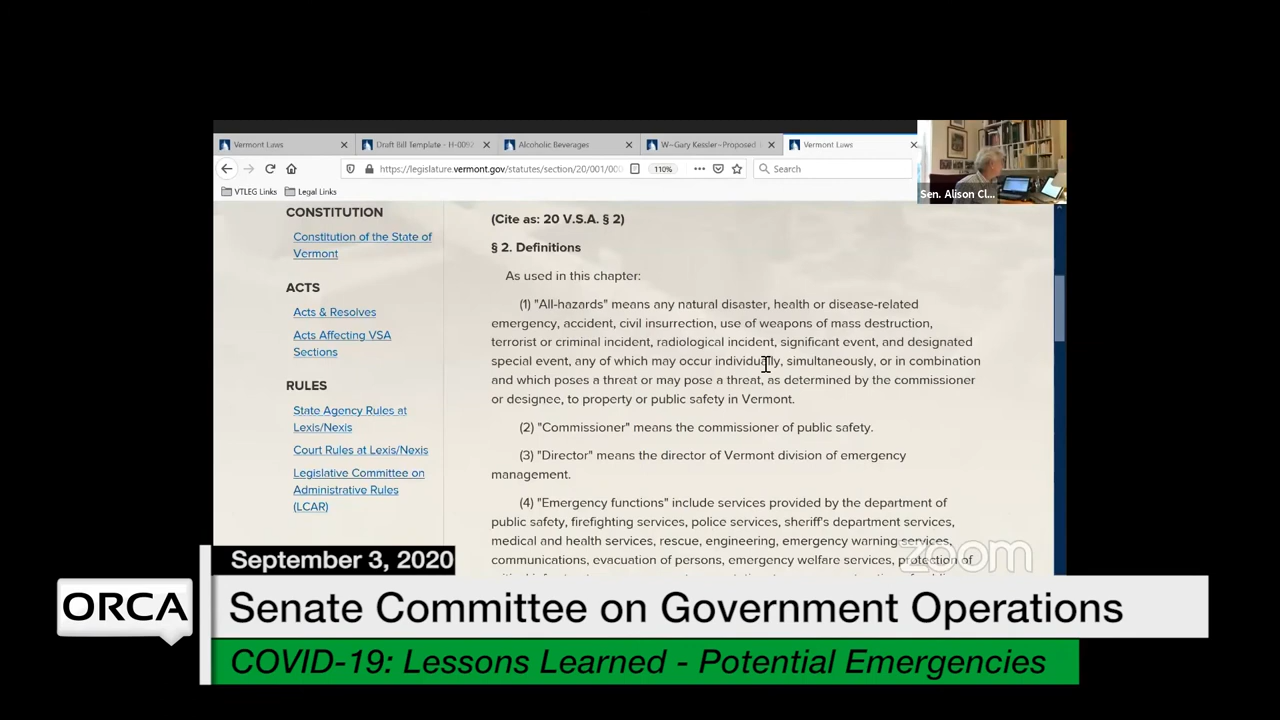 Vermont Laws
Draft Bill Template - H-009
Alcoholic Beverages
W~Gary Kessler~Proposed
Vermont Laws
https://legislature.vermont.gov/statutes/section/20/001/00
110%
Search
VTLEG Links
Legal Links
Sen. Alison Cl...
CONSTITUTION
Constitution of the State of
Vermont
ACTS
Acts & Resolves
Acts Affecting VSA
Sections
RULES
State Agency Rules at
Lexis/Nexis
Court Rules at Lexis/Nexis
Legislative Committee on
Administrative Rules
(LCAR)
(Cite as: 20 V.S.A. § 2)
§ 2. Definitions
As used in this chapter:
(1) "All-hazards" means any natural disaster, health or disease-related
emergency, accident, civil insurrection, use of weapons of mass destruction,
terrorist or criminal incident, radiological incident, significant event, and designated
special event, any of which may occur individually, simultaneously, or in combination
and which poses a threat or may pose a threat, as determined by the commissioner
or designee, to property or public safety in Vermont.
(2) "Commissioner" means the commissioner of public safety.
(3) "Director" means the director of Vermont division of emergency
management.
(4) "Emergency functions" include services provided by the department of
public safety, firefighting services, police services, sheriff's department services,
medical and health services, rescue, engineering, emergency warning services,
communications, evacuation of persons, emergency welfare services, protection of
zoom
September 3, 2020
ORCA
Senate Committee on Government Operations
COVID-19: Lessons Learned - Potential Emergencies